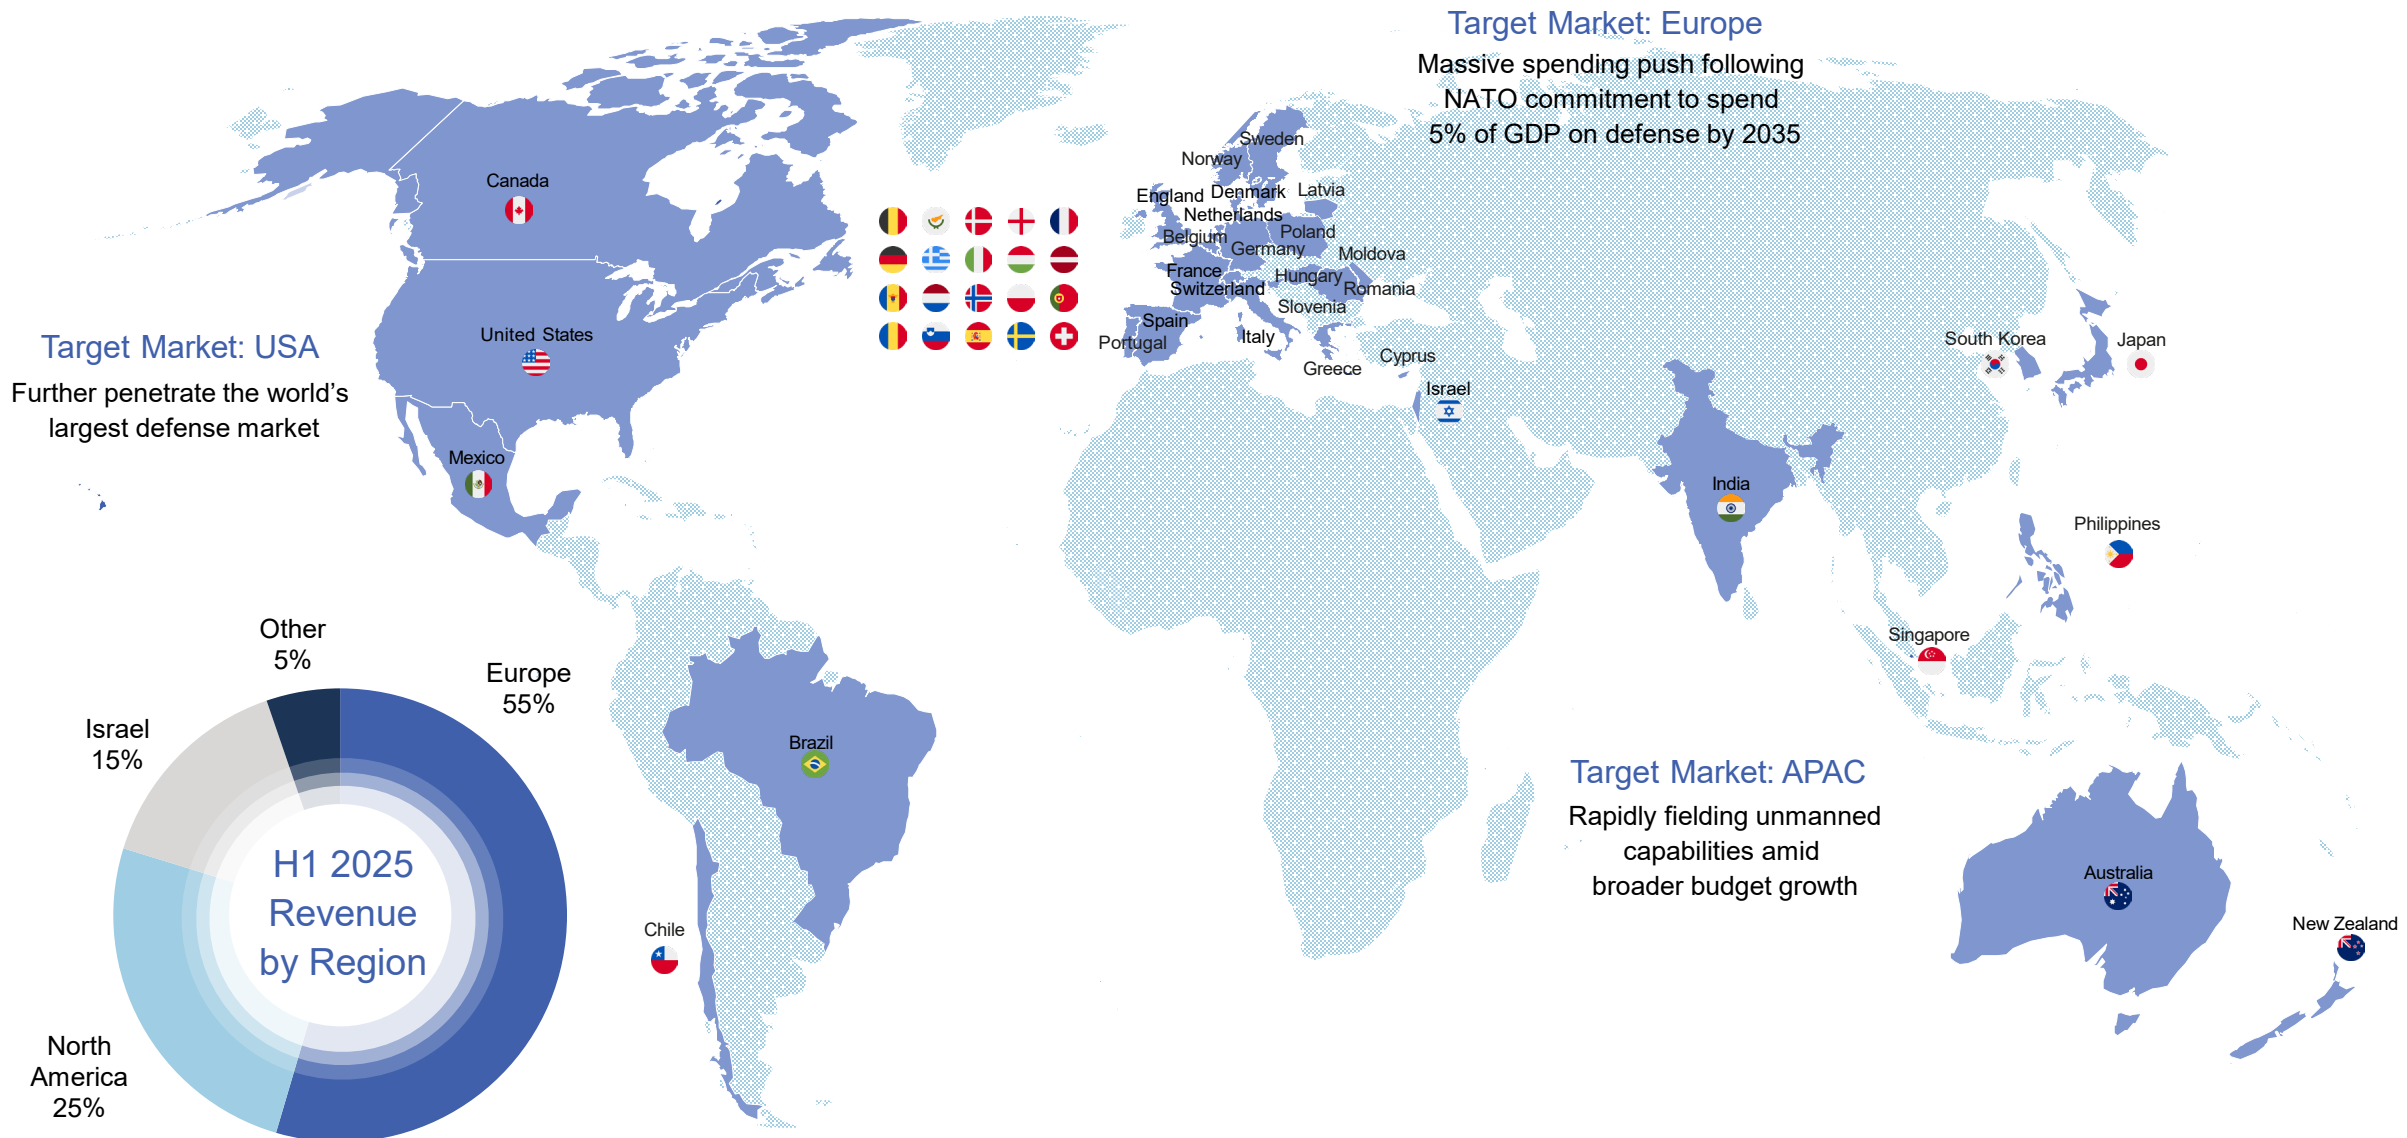 Target Market: Europe
Massive spending push following
NATO commitment to spend
5% of GDP on defense by 2035
Canada
United States
Mexico
Target Market: USA
Further penetrate the world’s
largest defense market
Sweden
Norway
England
Denmark
Latvia
Netherlands
Belgium
Poland
Germany
Moldova
France
Hungary
Switzerland
Romania
Slovenia
Spain
Italy
Portugal
Cyprus
Greece
Israel
South Korea
Japan
India
Philippines
Singapore
Brazil
Chile
Target Market: APAC
Rapidly fielding unmanned
capabilities amid
broader budget growth
Australia
New Zealand
Other
5%
Europe
55%
Israel
15%
North
America
25%
H1 2025
Revenue
by Region